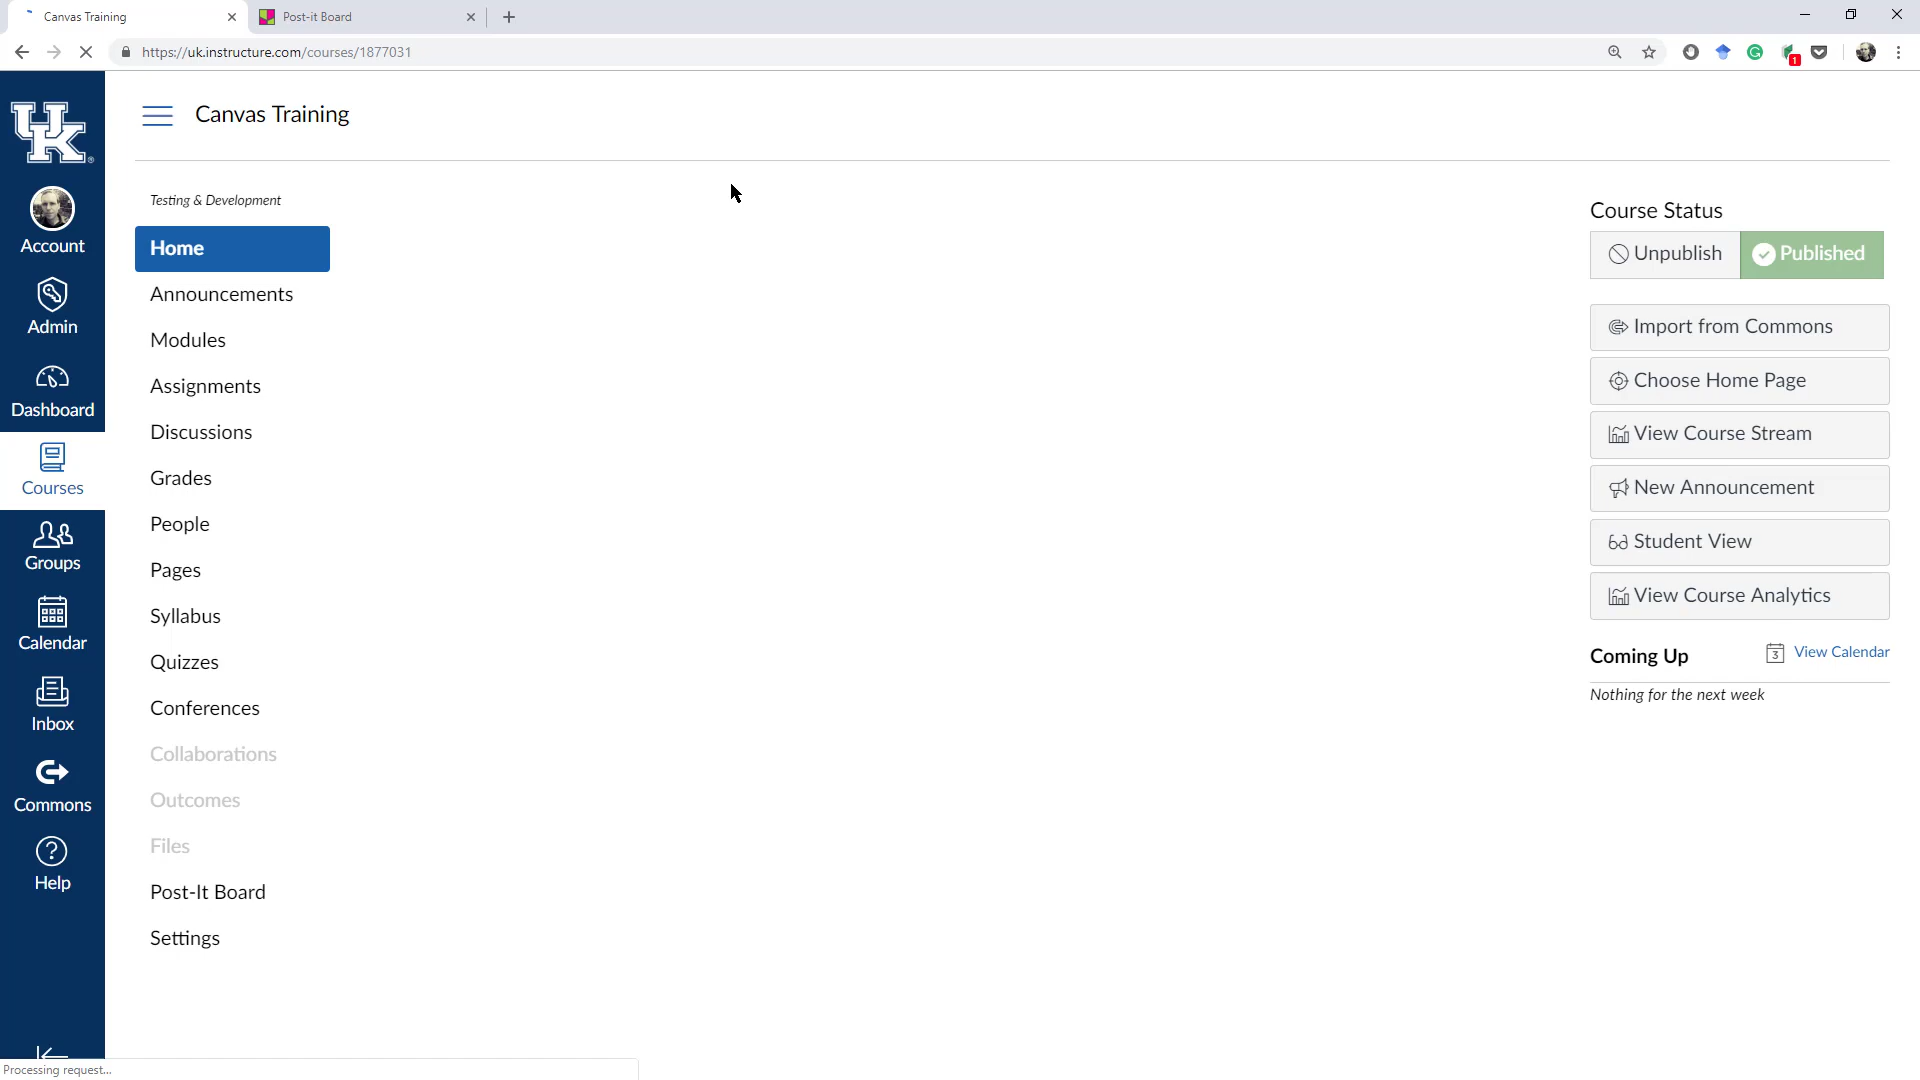 Canvas Training
Post-it Board
https://uk.instructure.com/courses/1877031
1
UK
Account
Admin
Dashboard
Courses
Groups
Calendar
Inbox
Commons
Help
Canvas Training
Testing & Development
Home
Announcements
Modules
Assignments
Discussions
Grades
People
Pages
Syllabus
Quizzes
Conferences
Collaborations
Outcomes
Files
Post-It Board
Settings
Course Status
Unpublish
Published
Import from Commons
Choose Home Page
View Course Stream
New Announcement
Student View
View Course Analytics
Coming Up
3 View Calendar
Nothing for the next week
Processing request...